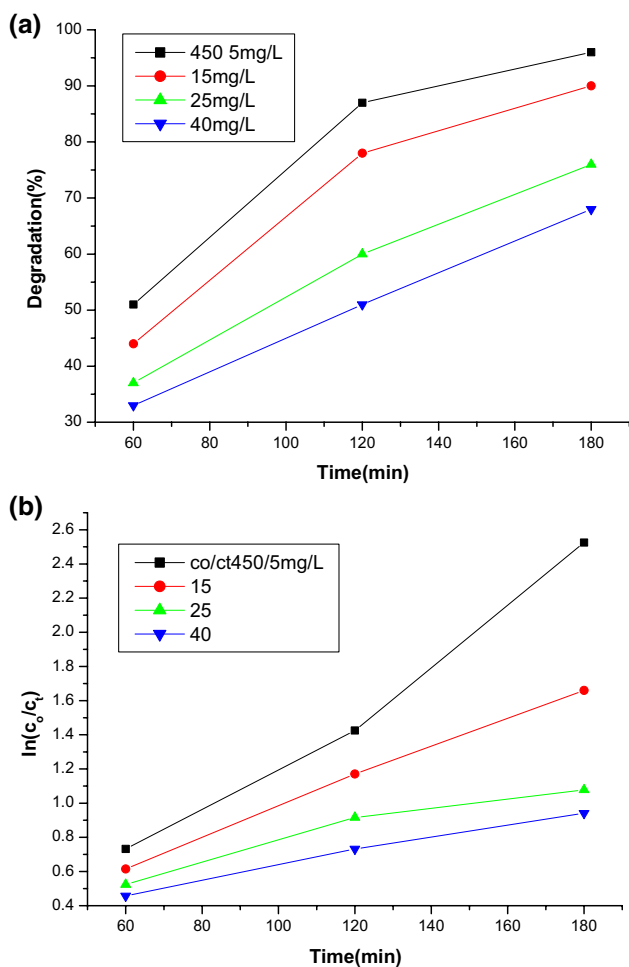 (a)
100
90
80
70
60
50
40
30
Degradation(%)
450 5mg/L
15mg/L
25mg/L
40mg/L
60 80 100 120 140 160 180
Time(min)
(b)
2.6
2.4
2.2
2.0
1.8
1.6
1.4
1.2
1.0
0.8
0.6
0.4
ln(c_o/c_t)
co/ct450/5mg/L
15
25
40
60 80 100 120 140 160 180
Time(min)